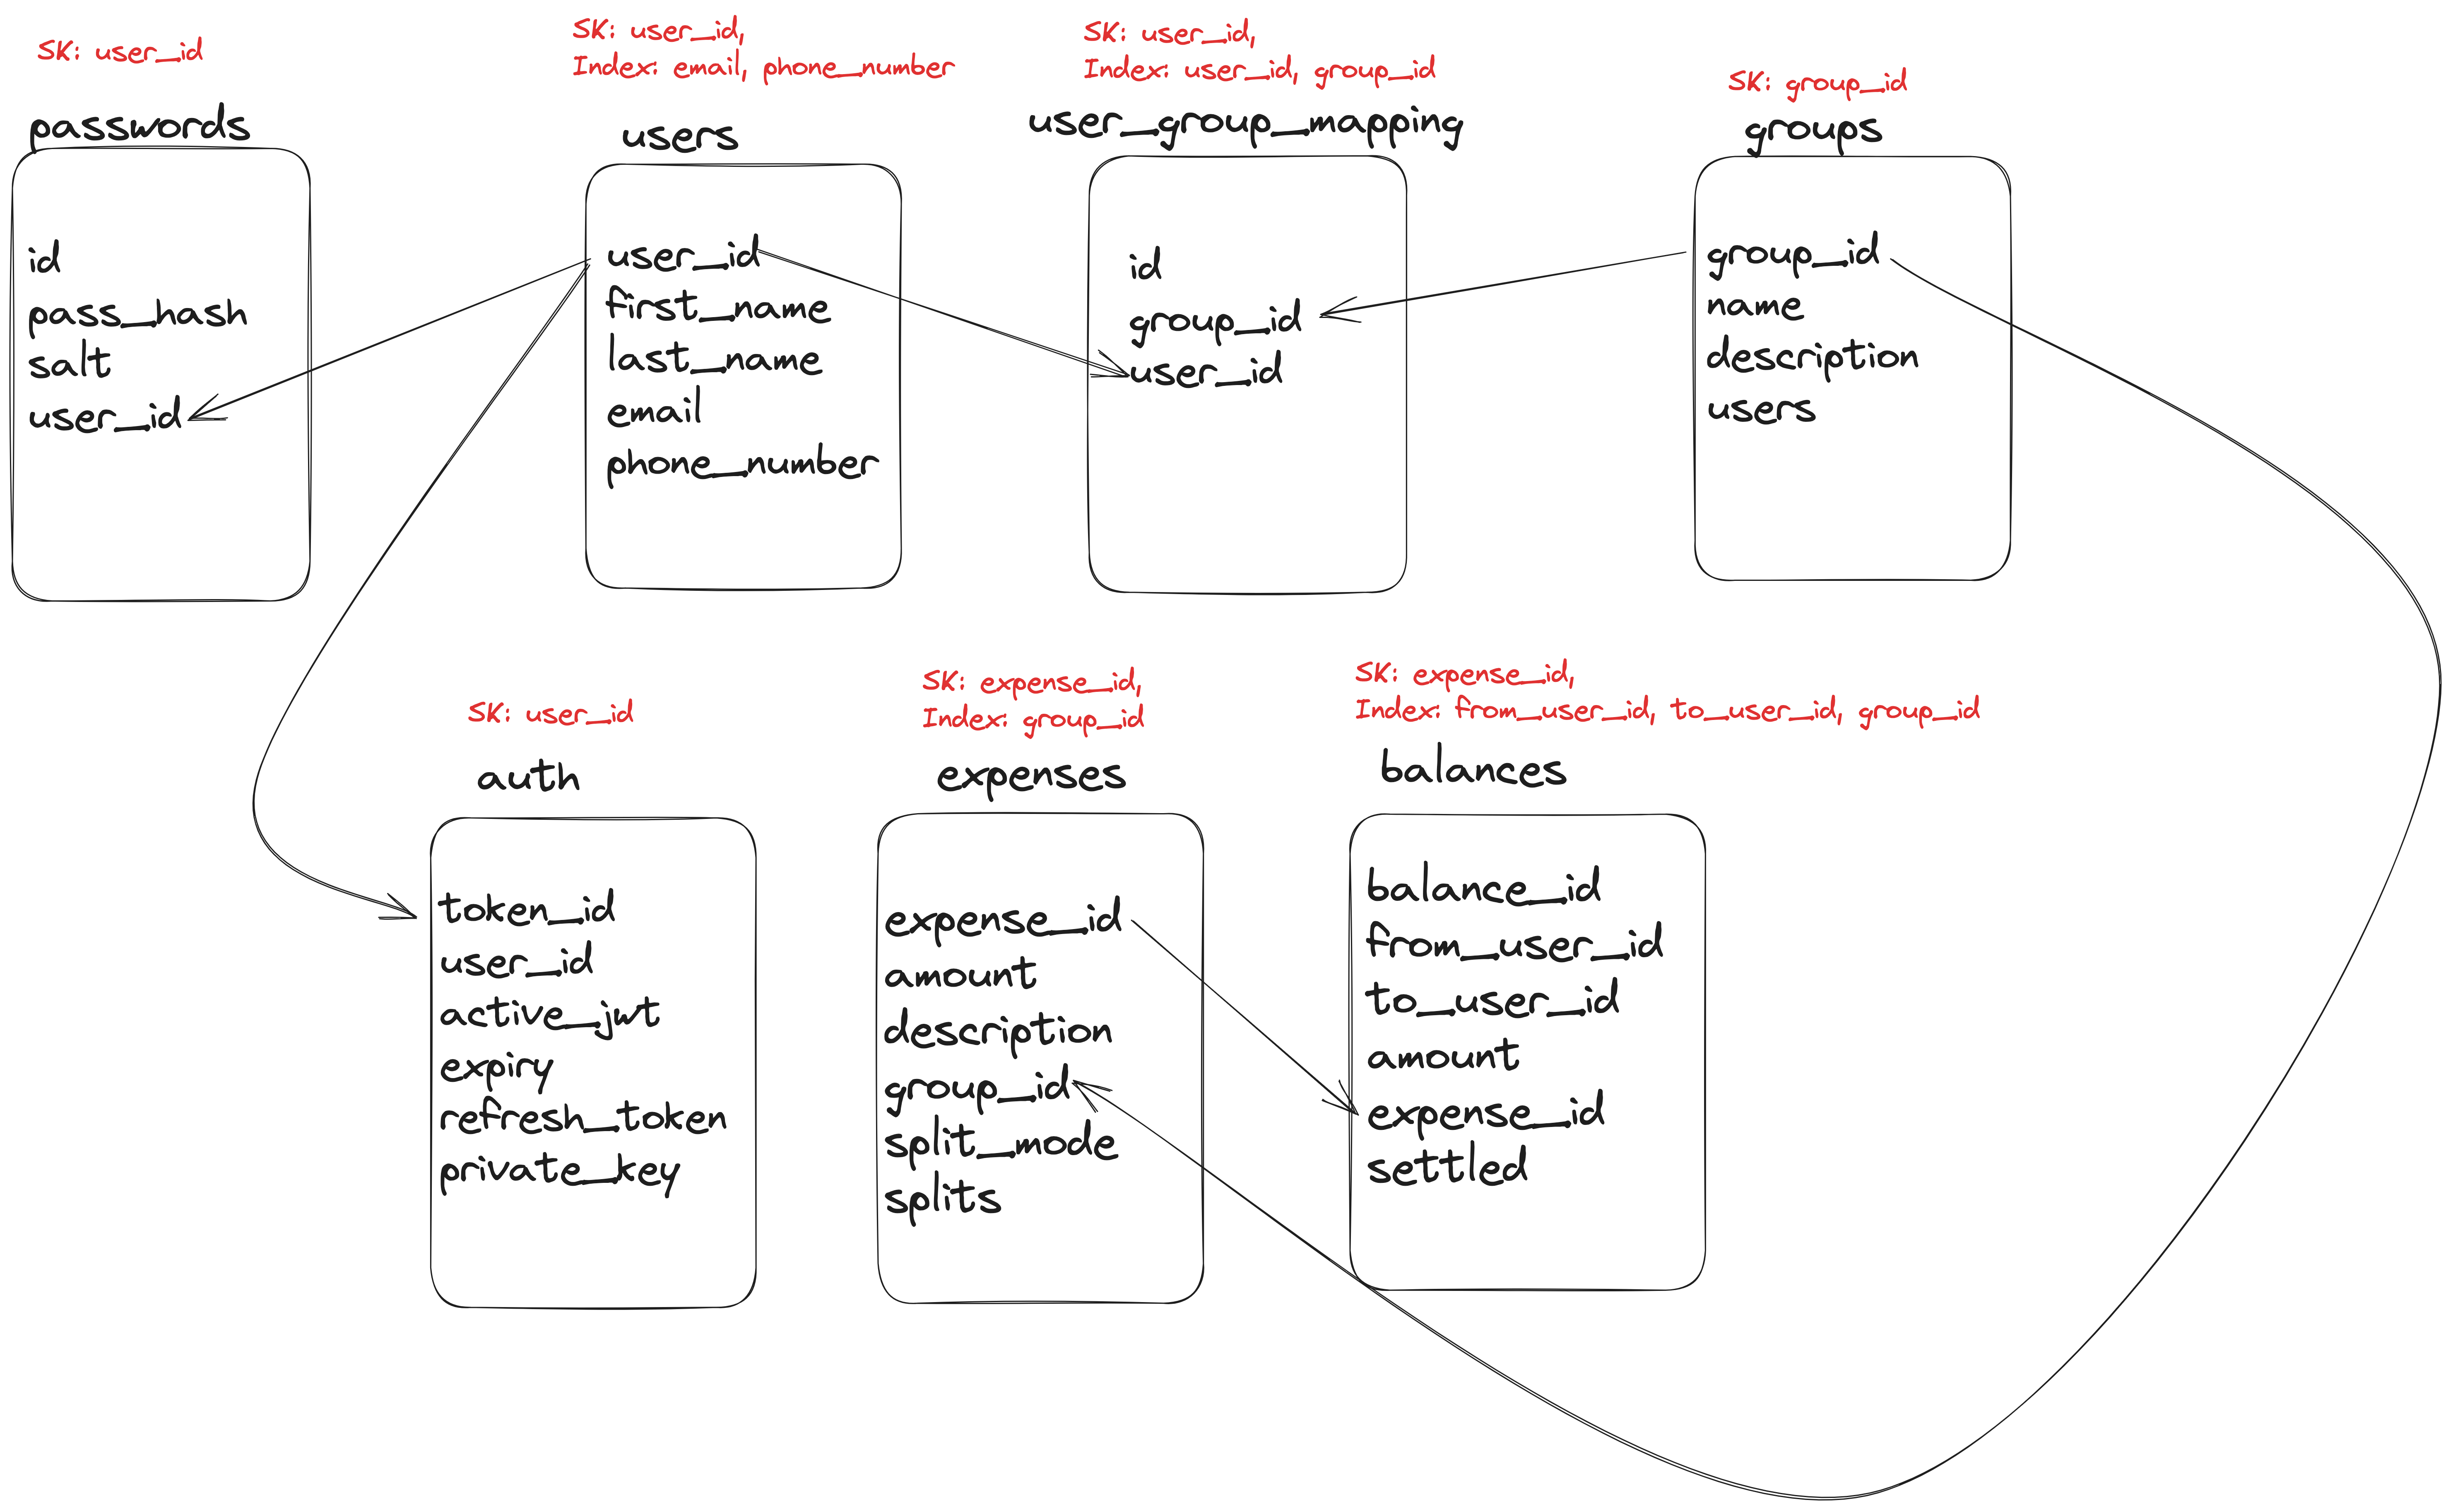 SK: user_id
passwords
id
pass_hash
salt
user_id
SK: user_id,
Index: email, phone_number
users
user_id
first_name
last_name
email
phone_number
SK: user_id,
Index: user_id, group_id
user_group_mapping
id
group_id
user_id
SK: group_id
groups
group_id
name
description
users
SK: user_id
auth
token_id
user_id
active_jwt
expiry
refresh_token
private_key
SK: expense_id,
Index: group_id
expenses
expense_id
amount
description
group_id
split_mode
splits
SK: expense_id,
Index: from_user_id, to_user_id, group_id
balances
balance_id
from_user_id
to_user_id
amount
expense_id
settled